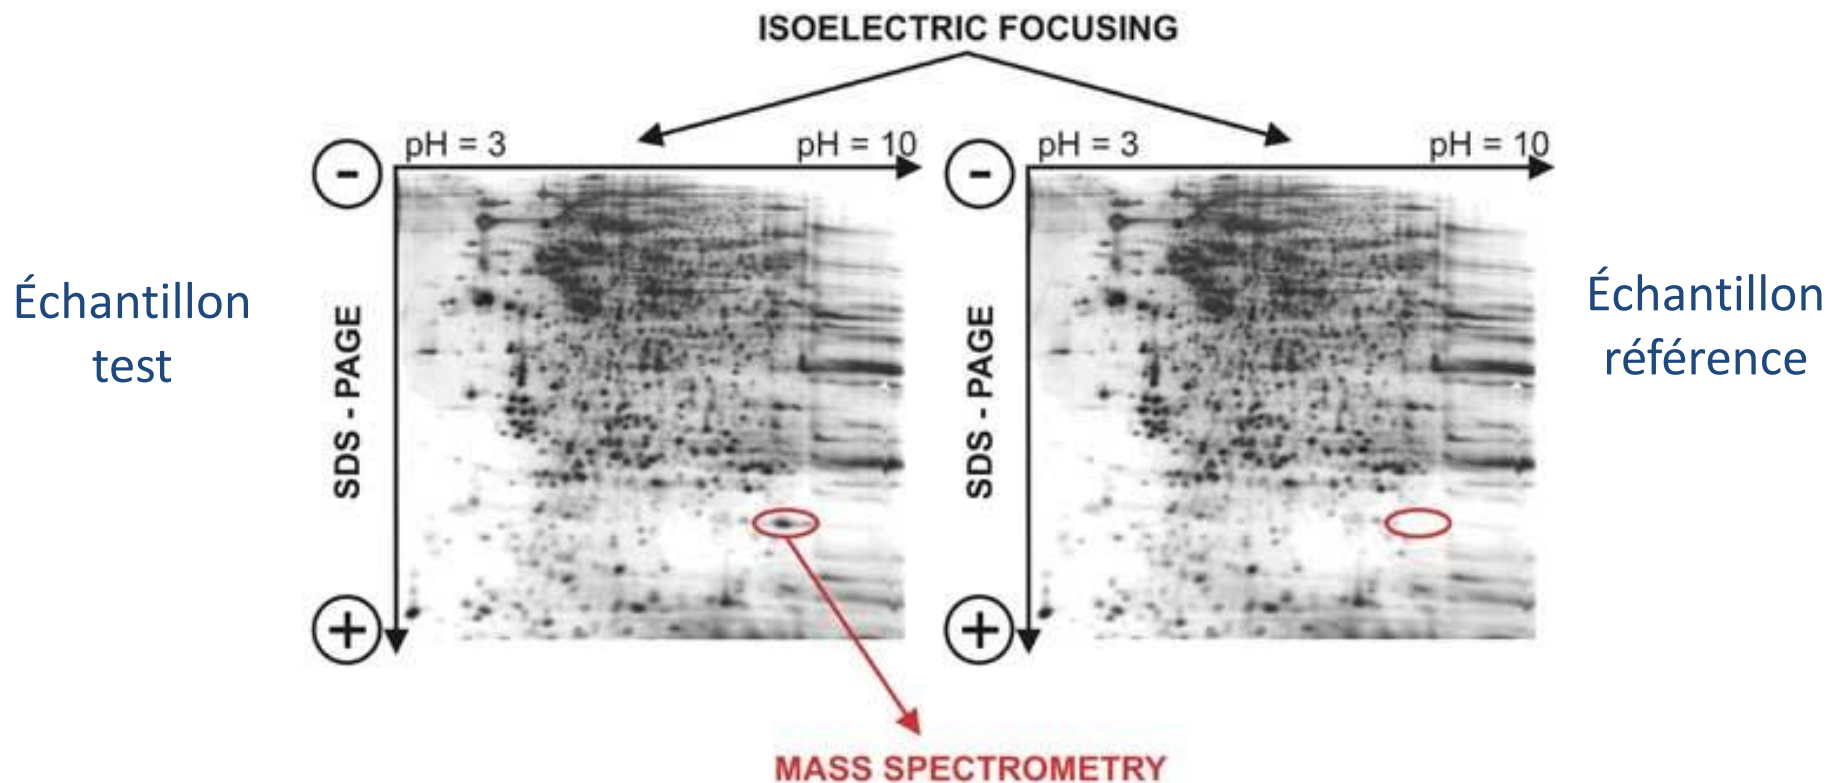 ISOELECTRIC FOCUSING
pH = 3
pH = 10
pH = 3
pH = 10
-
-
Échantillon
test
SDS - PAGE
SDS - PAGE
Échantillon
référence
+
+
MASS SPECTROMETRY